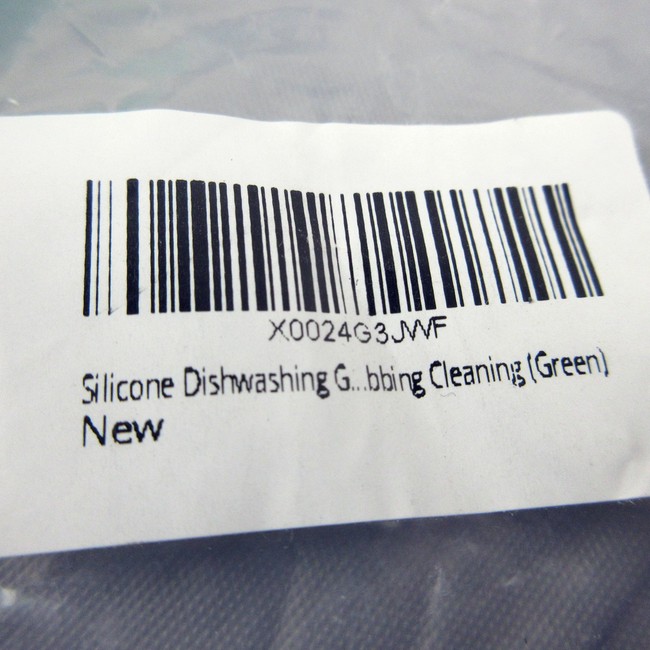 X0024G3JWF
Silicone Dishwashing G...bbing Cleaning (Green)
New